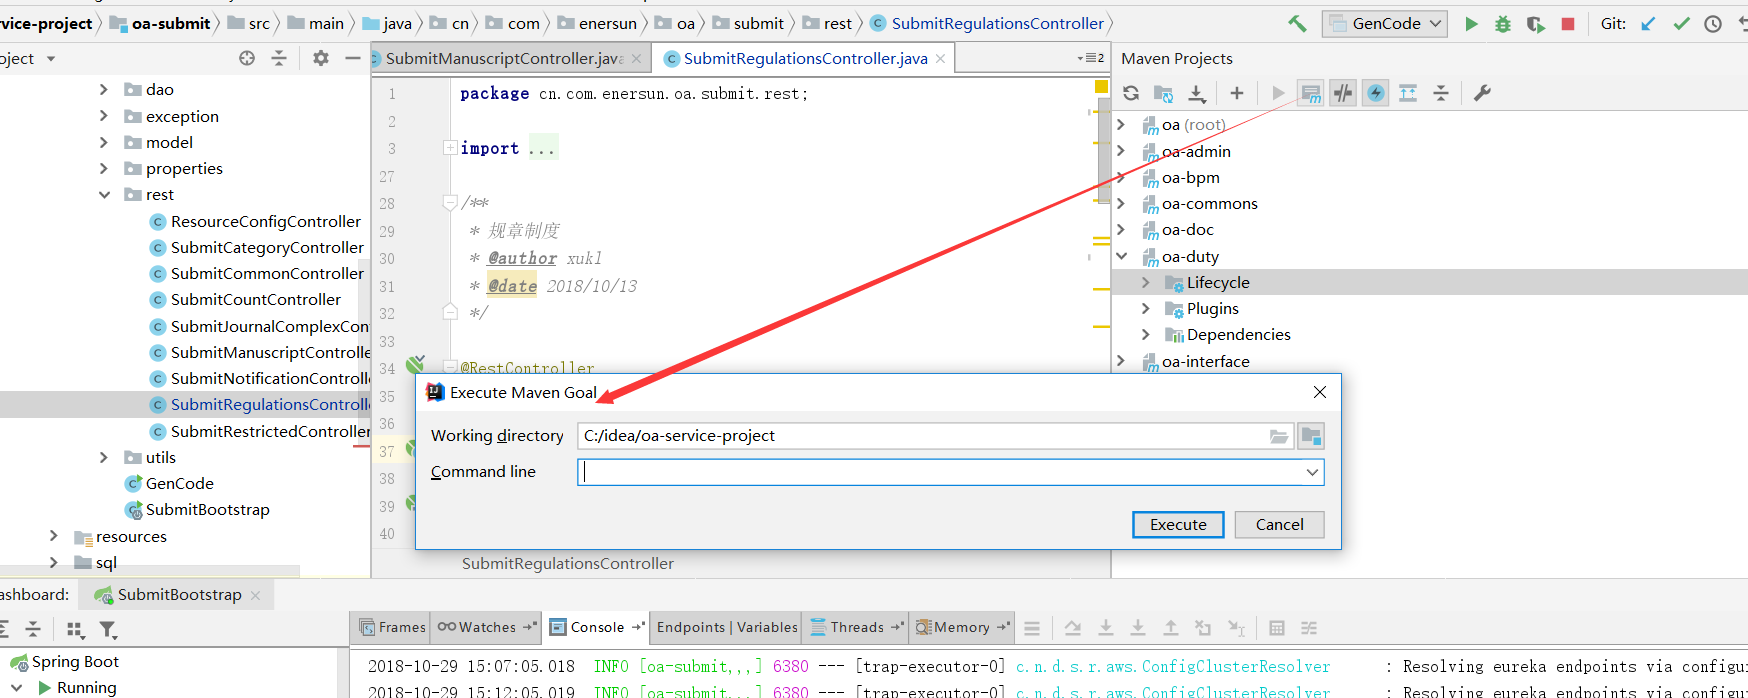 rvice-project
oa-submit
src
main
java
cn
com
enersun
oa
submit
rest
SubmitRegulationsController
GenCode
Git:
oject
SubmitManuscriptController.java
SubmitRegulationsController.java
2
Maven Projects
dao
exception
model
properties
rest
ResourceConfigController
SubmitCategoryController
SubmitCommonController
SubmitCountController
SubmitJournalComplexCon
SubmitManuscriptControlle
SubmitNotificationControll
SubmitRegulationsControll
SubmitRestrictedController
utils
GenCode
SubmitBootstrap
resources
sql
1 package cn.com.enersun.oa.submit.rest;
2
3 import ...
27
28 /**
29 * 规章制度
30 * @author xukl
31 * @date 2018/10/13
32 */
33
34 @RestController
35
36
37
38
39
40
SubmitRegulationsController
oa (root)
oa-admin
oa-bpm
oa-commons
oa-doc
oa-duty
Lifecycle
Plugins
Dependencies
oa-interface
Execute Maven Goal
Working directory C:/idea/oa-service-project
Command line
Execute Cancel
ashboard: SubmitBootstrap
Frames Watches Console Endpoints | Variables Threads Memory
Spring Boot
Running
2018-10-29 15:07:05.018 INFO [oa-submit,,,] 6380 --- [trap-executor-0] c.n.d.s.r.aws.ConfigClusterResolver : Resolving eureka endpoints via configur
2018-10-29 15:12:05.019 INFO [oa-submit,,,] 6380 --- [trap-executor-0] c.n.d.s.r.aws.ConfigClusterResolver : Resolving eureka endpoints via configur